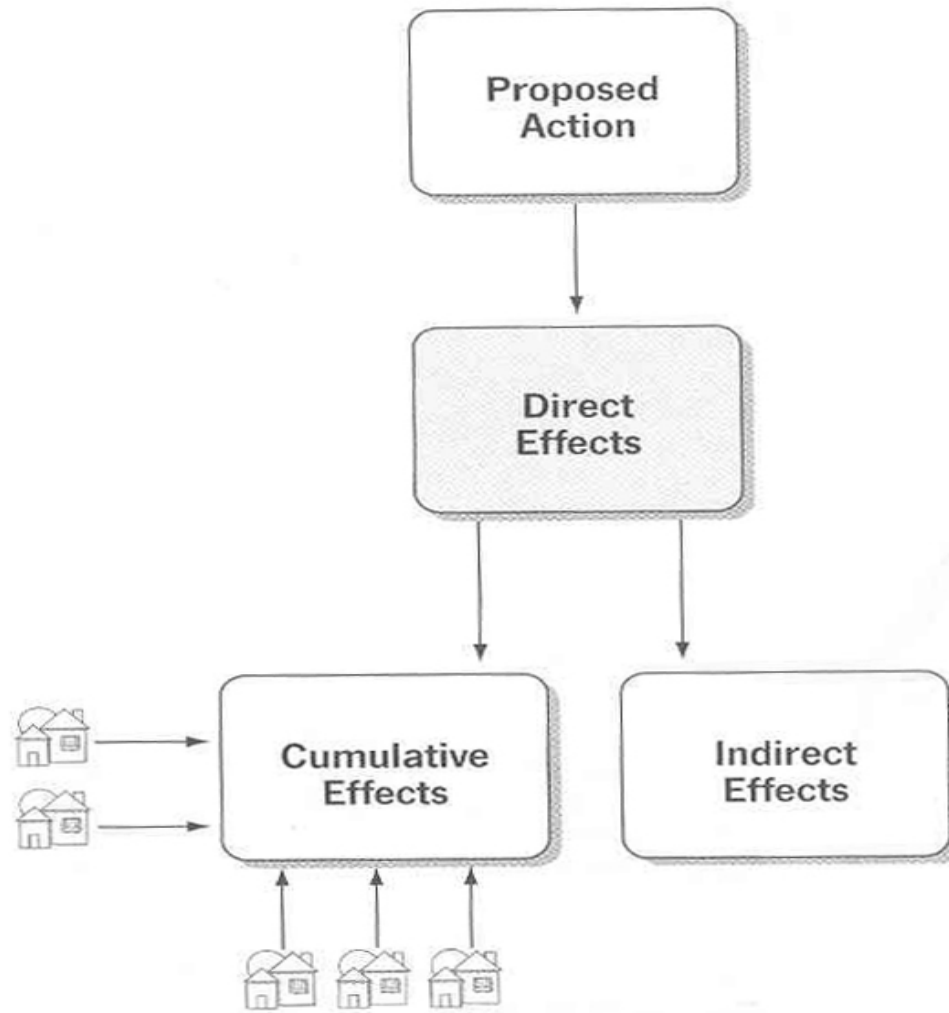 Proposed
Action
Direct
Effects
Cumulative
Effects
Indirect
Effects